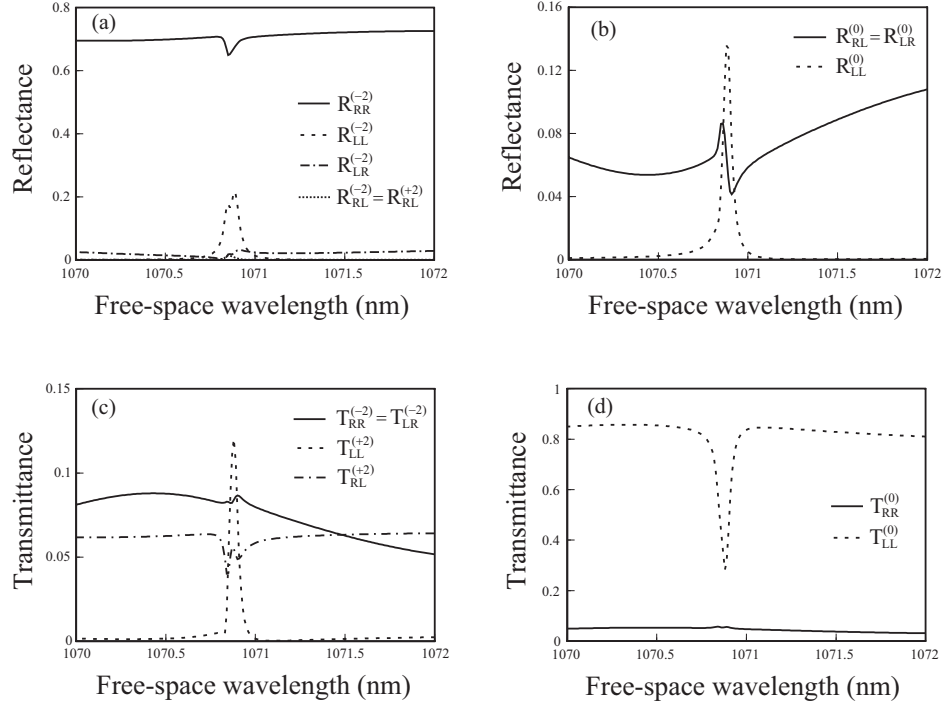 (a)
0.8
0.6
0.4
0.2
0
Reflectance
R_RR^(−2)
R_LL^(−2)
R_LR^(−2)
R_RL^(−2) = R_RL^(+2)
1070 1070.5 1071 1071.5 1072
Free-space wavelength (nm)
(b)
0.16
0.12
0.08
0.04
0
Reflectance
R_RL^(0) = R_LR^(0)
R_LL^(0)
1070 1070.5 1071 1071.5 1072
Free-space wavelength (nm)
(c)
0.15
0.1
0.05
0
Transmittance
T_RR^(−2) = T_LR^(−2)
T_LL^(+2)
T_RL^(+2)
1070 1070.5 1071 1071.5 1072
Free-space wavelength (nm)
(d)
1
0.8
0.6
0.4
0.2
0
Transmittance
T_RR^(0)
T_LL^(0)
1070 1070.5 1071 1071.5 1072
Free-space wavelength (nm)